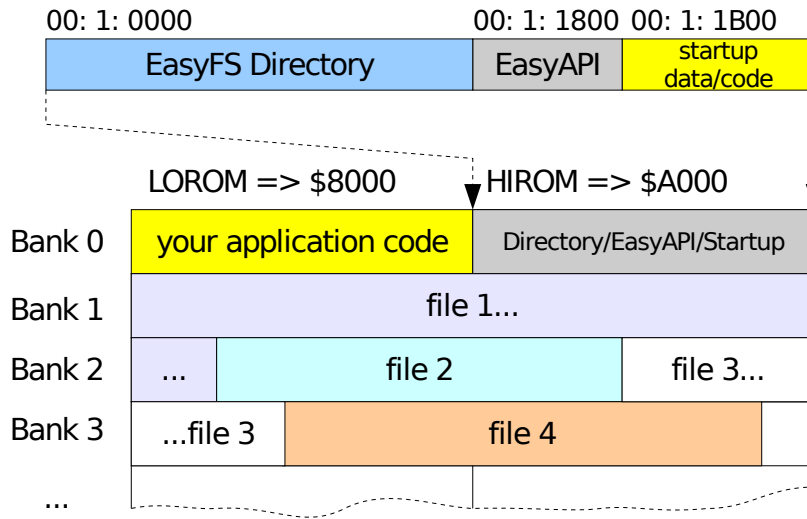 00: 1: 0000
00: 1: 1800
00: 1: 1B00
EasyFS Directory
EasyAPI
startup
data/code
LOROM => $8000
HIROM => $A000
Bank 0
your application code
Directory/EasyAPI/Startup
Bank 1
file 1...
Bank 2
...
file 2
file 3...
Bank 3
...file 3
file 4
...